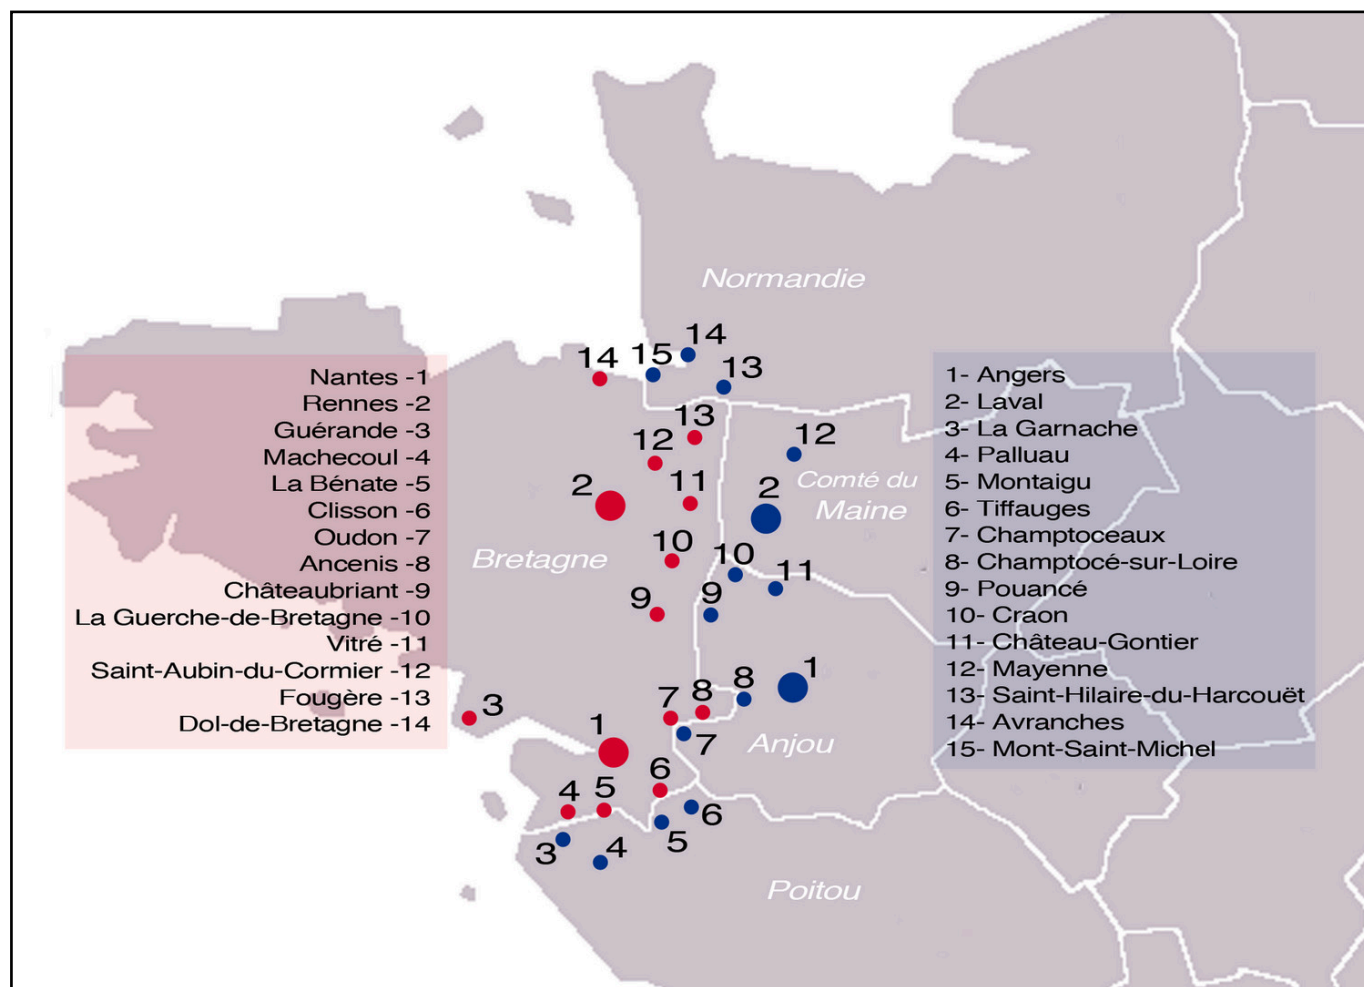 Normandie
14
15
14
13
13
12
12
2
11
2
Comté du
Maine
Bretagne
10
10
11
9
9
3
7
8
8
1
1
7
Anjou
4
5
6
6
5
3
4
Poitou
Nantes -1
Rennes -2
Guérande -3
Machecoul -4
La Bénate -5
Clisson -6
Oudon -7
Ancenis -8
Châteaubriant -9
La Guerche-de-Bretagne -10
Vitré -11
Saint-Aubin-du-Cormier -12
Fougère -13
Dol-de-Bretagne -14
1- Angers
2- Laval
3- La Garnache
4- Palluau
5- Montaigu
6- Tiffauges
7- Champtoceaux
8- Champtocé-sur-Loire
9- Pouancé
10- Craon
11- Château-Gontier
12- Mayenne
13- Saint-Hilaire-du-Harcouët
14- Avranches
15- Mont-Saint-Michel